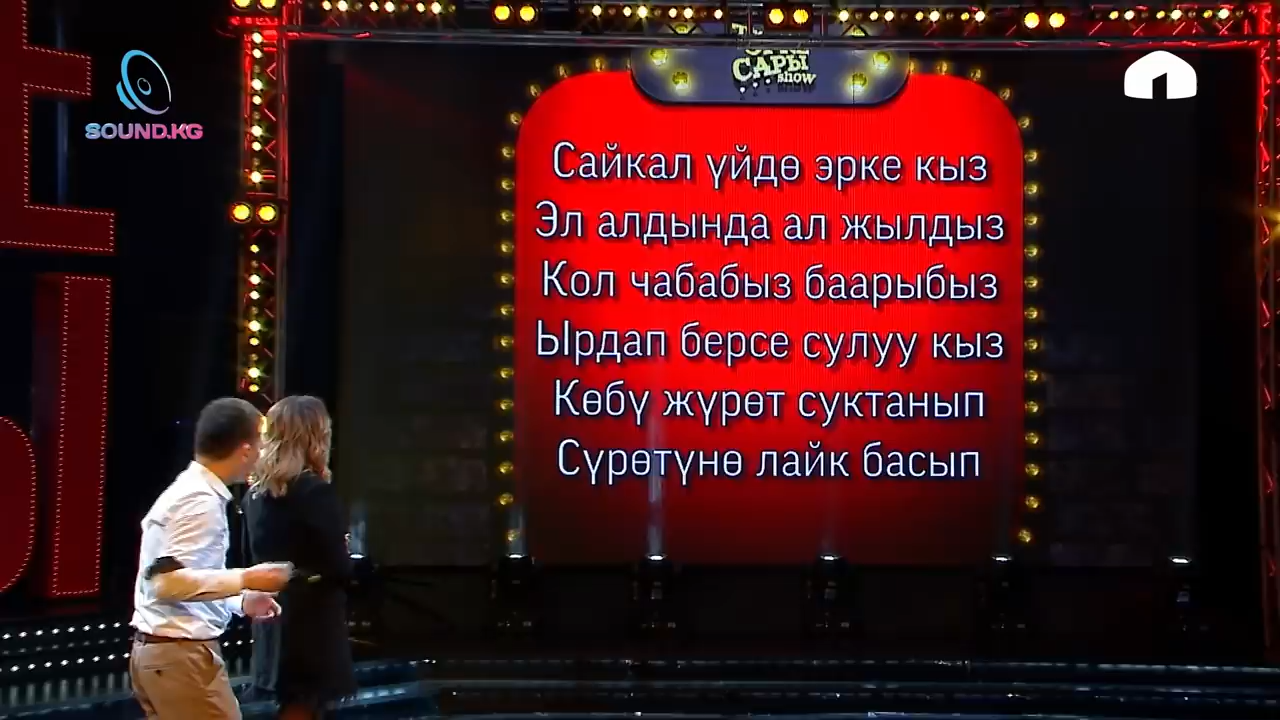 SOUND.KG
САРЫ
show
Сайкал үйдө эрке кыз
Эл алдында ал жылдыз
Кол чабабыз баарыбыз
Ырдап берсе сулуу кыз
Көбү жүрөт суктанып
Сүрөтүнө лайк басып